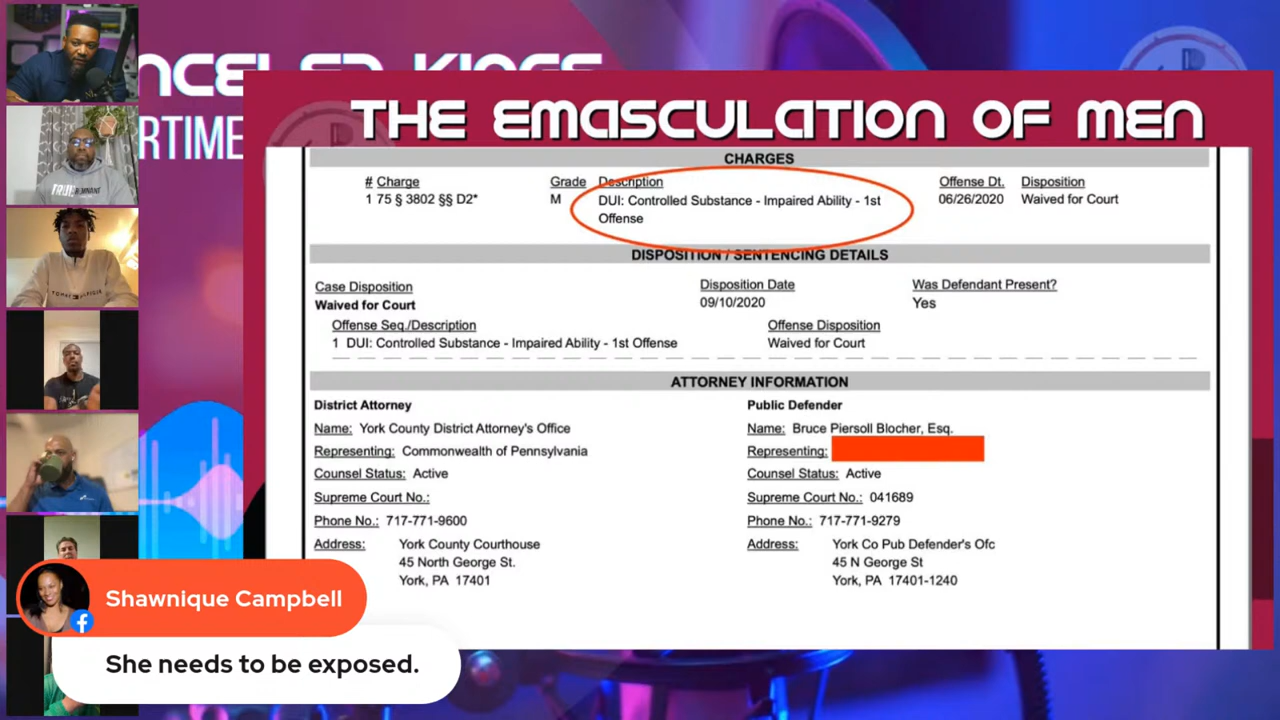 NCELED KINGS
RTIME
THE EMASCULATION OF MEN
CHARGES
# Charge Grade Description Offense Dt. Disposition
1 75 § 3802 §§ D2* M DUI: Controlled Substance - Impaired Ability - 1st 06/26/2020 Waived for Court
Offense
DISPOSITION / SENTENCING DETAILS
Case Disposition Disposition Date Was Defendant Present?
Waived for Court 09/10/2020 Yes
Offense Seq./Description Offense Disposition
1 DUI: Controlled Substance - Impaired Ability - 1st Offense Waived for Court
ATTORNEY INFORMATION
District Attorney
Name: York County District Attorney's Office
Representing: Commonwealth of Pennsylvania
Counsel Status: Active
Supreme Court No.:
Phone No.: 717-771-9600
Address: York County Courthouse
45 North George St.
York, PA 17401
Public Defender
Name: Bruce Piersoll Blocher, Esq.
Representing:
Counsel Status: Active
Supreme Court No.: 041689
Phone No.: 717-771-9279
Address: York Co Pub Defender's Ofc
45 N George St
York, PA 17401-1240
Shawnique Campbell
She needs to be exposed.